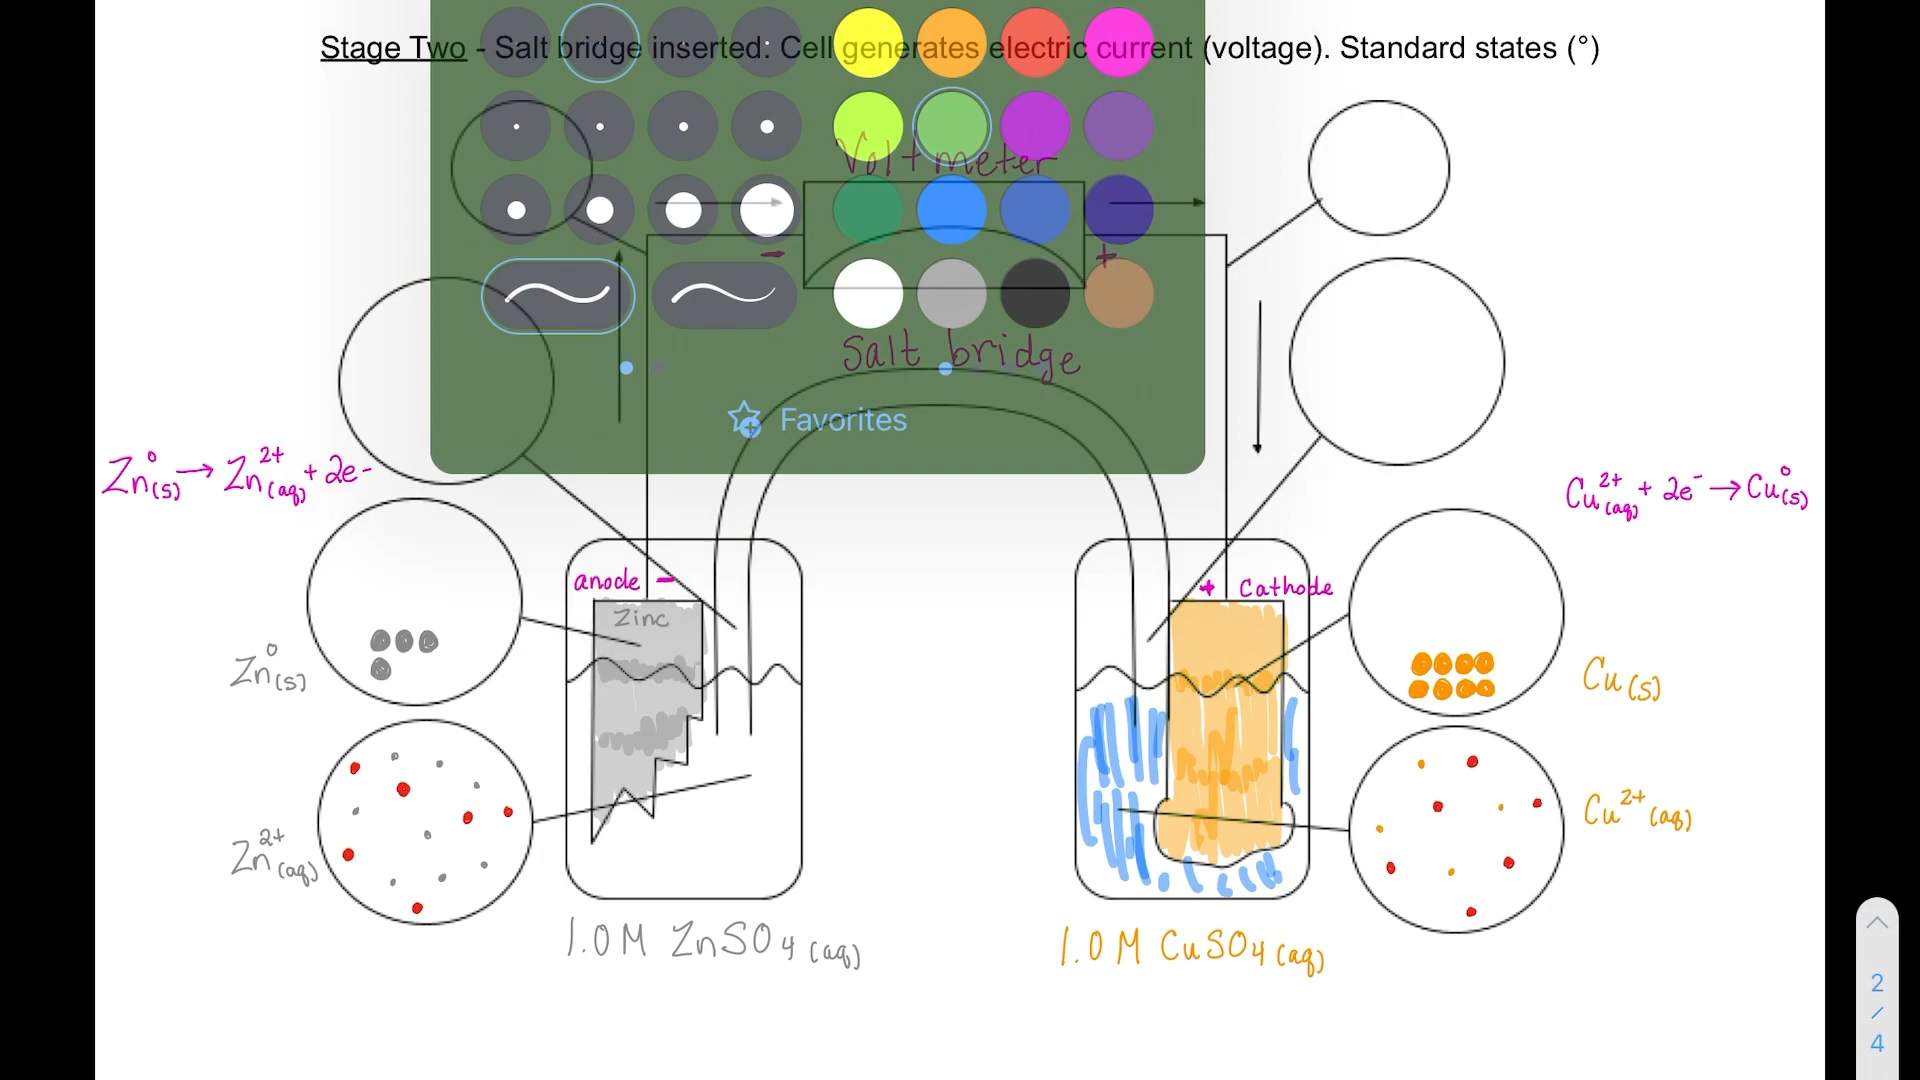 Stage Two - Salt bridge inserted: Cell generates electric current (voltage). Standard states (°)
Voltmeter
- +
Salt bridge
Favorites
Zn°(s) → Zn²⁺(aq) + 2e-
Cu²⁺(aq) + 2e⁻ → Cu°(s)
anode -
+ Cathode
Zinc
Zn°(s)
Cu(s)
Zn²⁺(aq)
Cu²⁺(aq)
1.0 M ZnSO₄(aq)
1.0 M CuSO₄(aq)
2
/
4